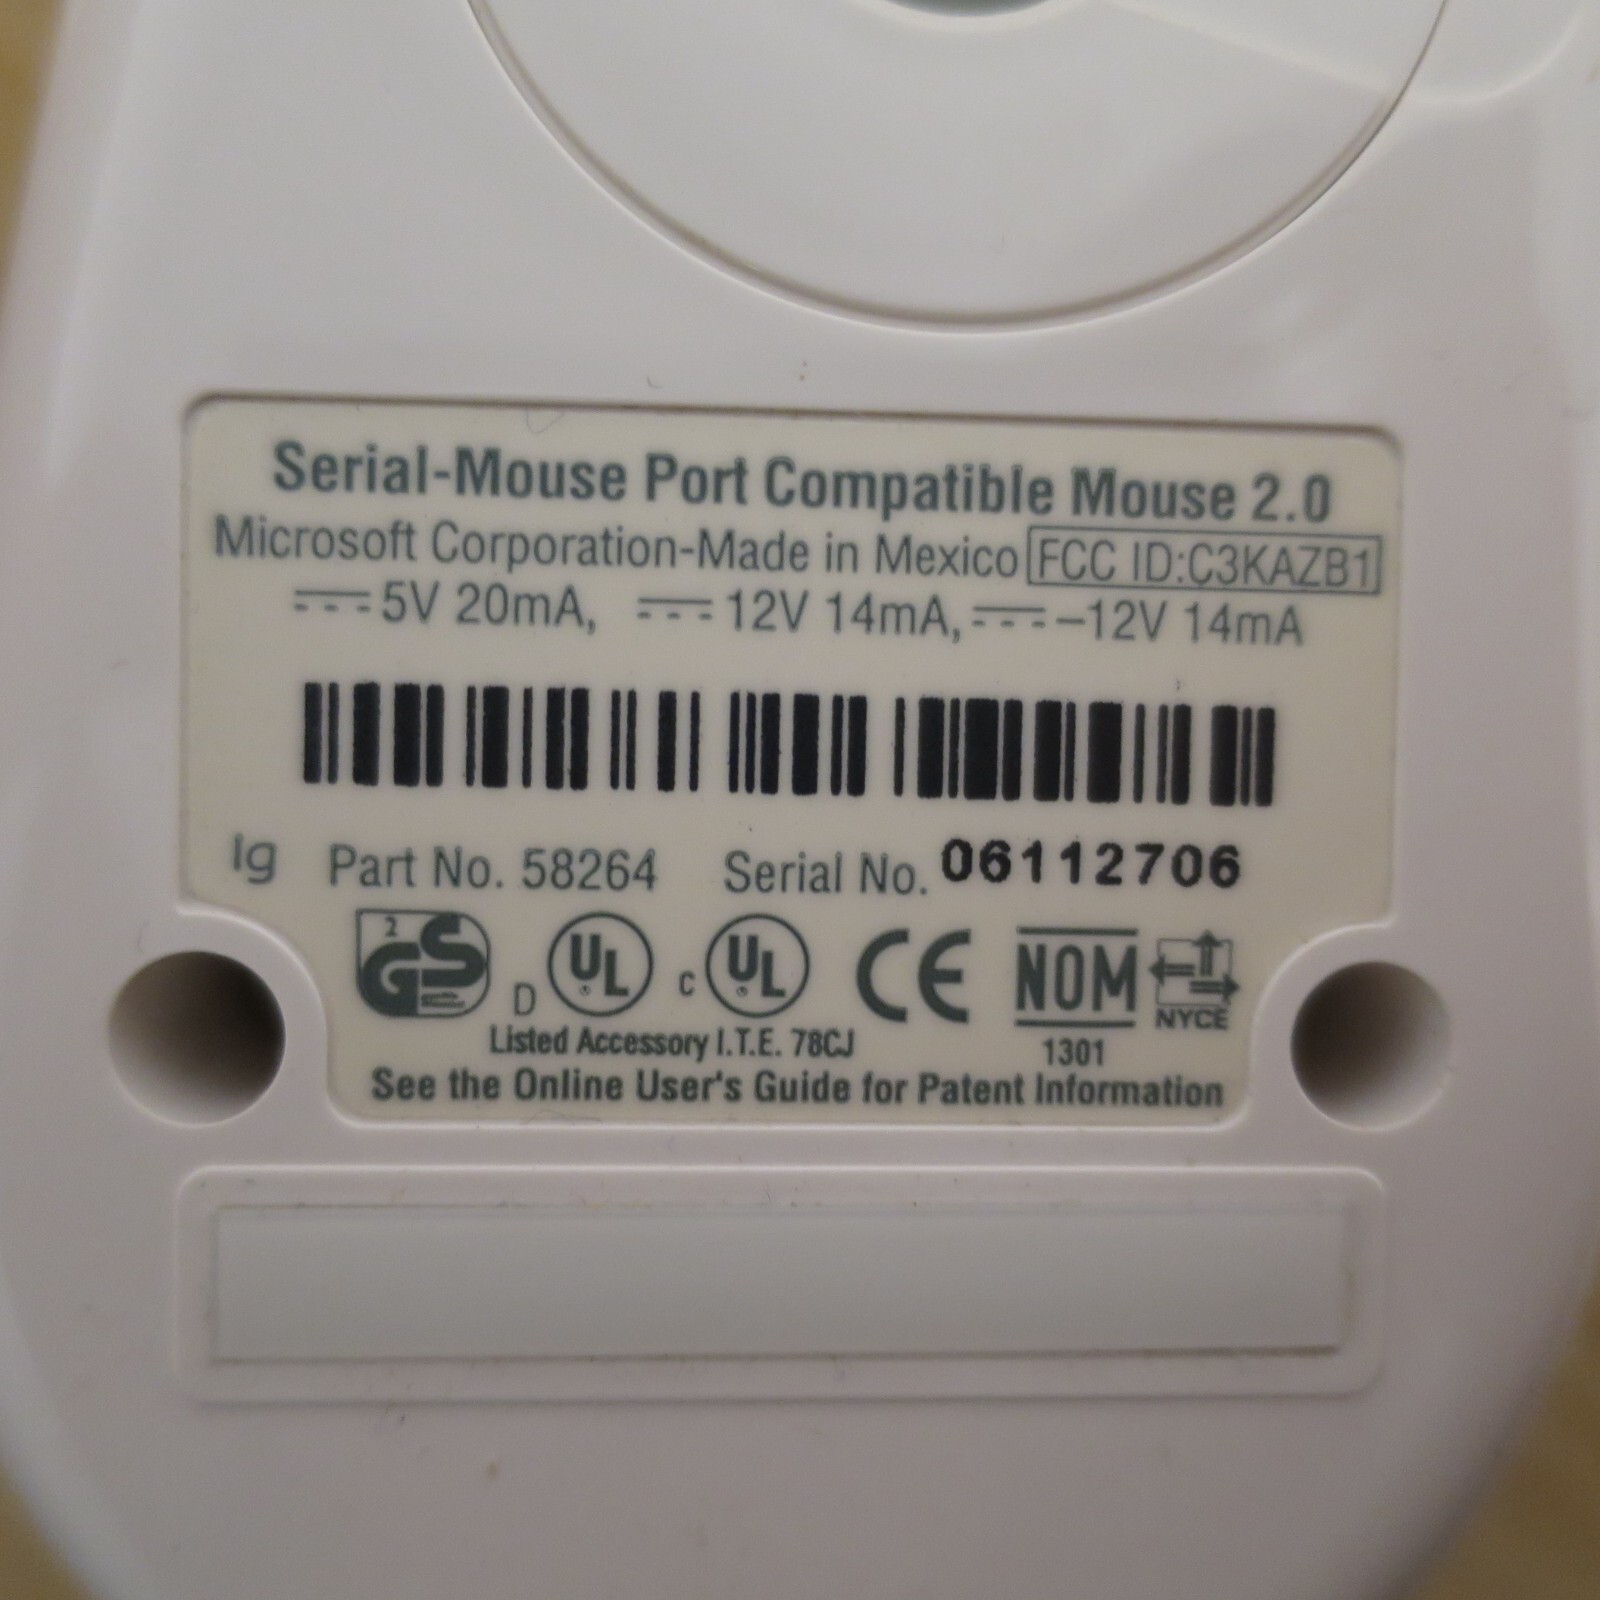 Serial-Mouse Port Compatible Mouse 2.0
Microsoft Corporation-Made in Mexico FCC ID:C3KAZB1
5V 20mA, 12V 14mA, –12V 14mA
Ig Part No. 58264 Serial No. 06112706
2 GS D UL c UL CE NOM NYCE
Listed Accessory I.T.E. 78CJ 1301
See the Online User's Guide for Patent Information